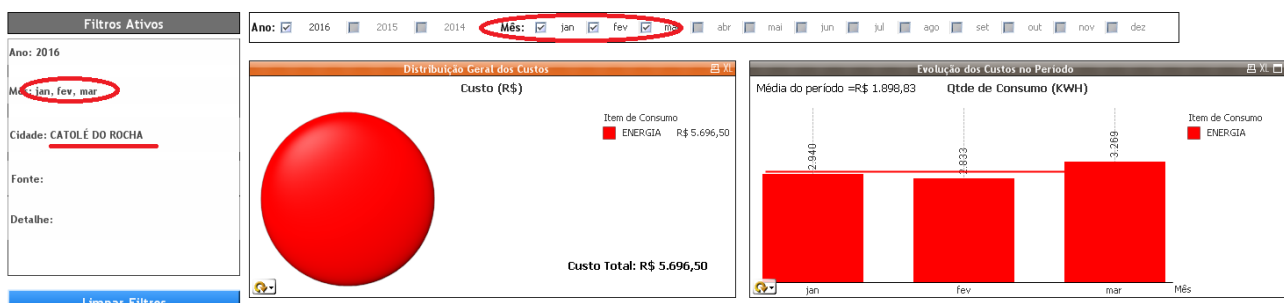 Filtros Ativos
Ano: 2016
Mês: jan, fev, mar
Cidade: CATOLÉ DO ROCHA
Fonte:
Detalhe:
Limpar Filtros
Ano: 2016 2015 2014 Mês: jan fev mar abr mai jun jul ago set out nov dez
Distribuição Geral dos Custos XL
Custo (R$)
Item de Consumo
ENERGIA R$ 5.696,50
Custo Total: R$ 5.696,50
Evolução dos Custos no Período XL
Média do período =R$ 1.898,83 Qtde de Consumo (KWH)
Item de Consumo
ENERGIA
2.940 2.833 3.269
jan fev mar Mês